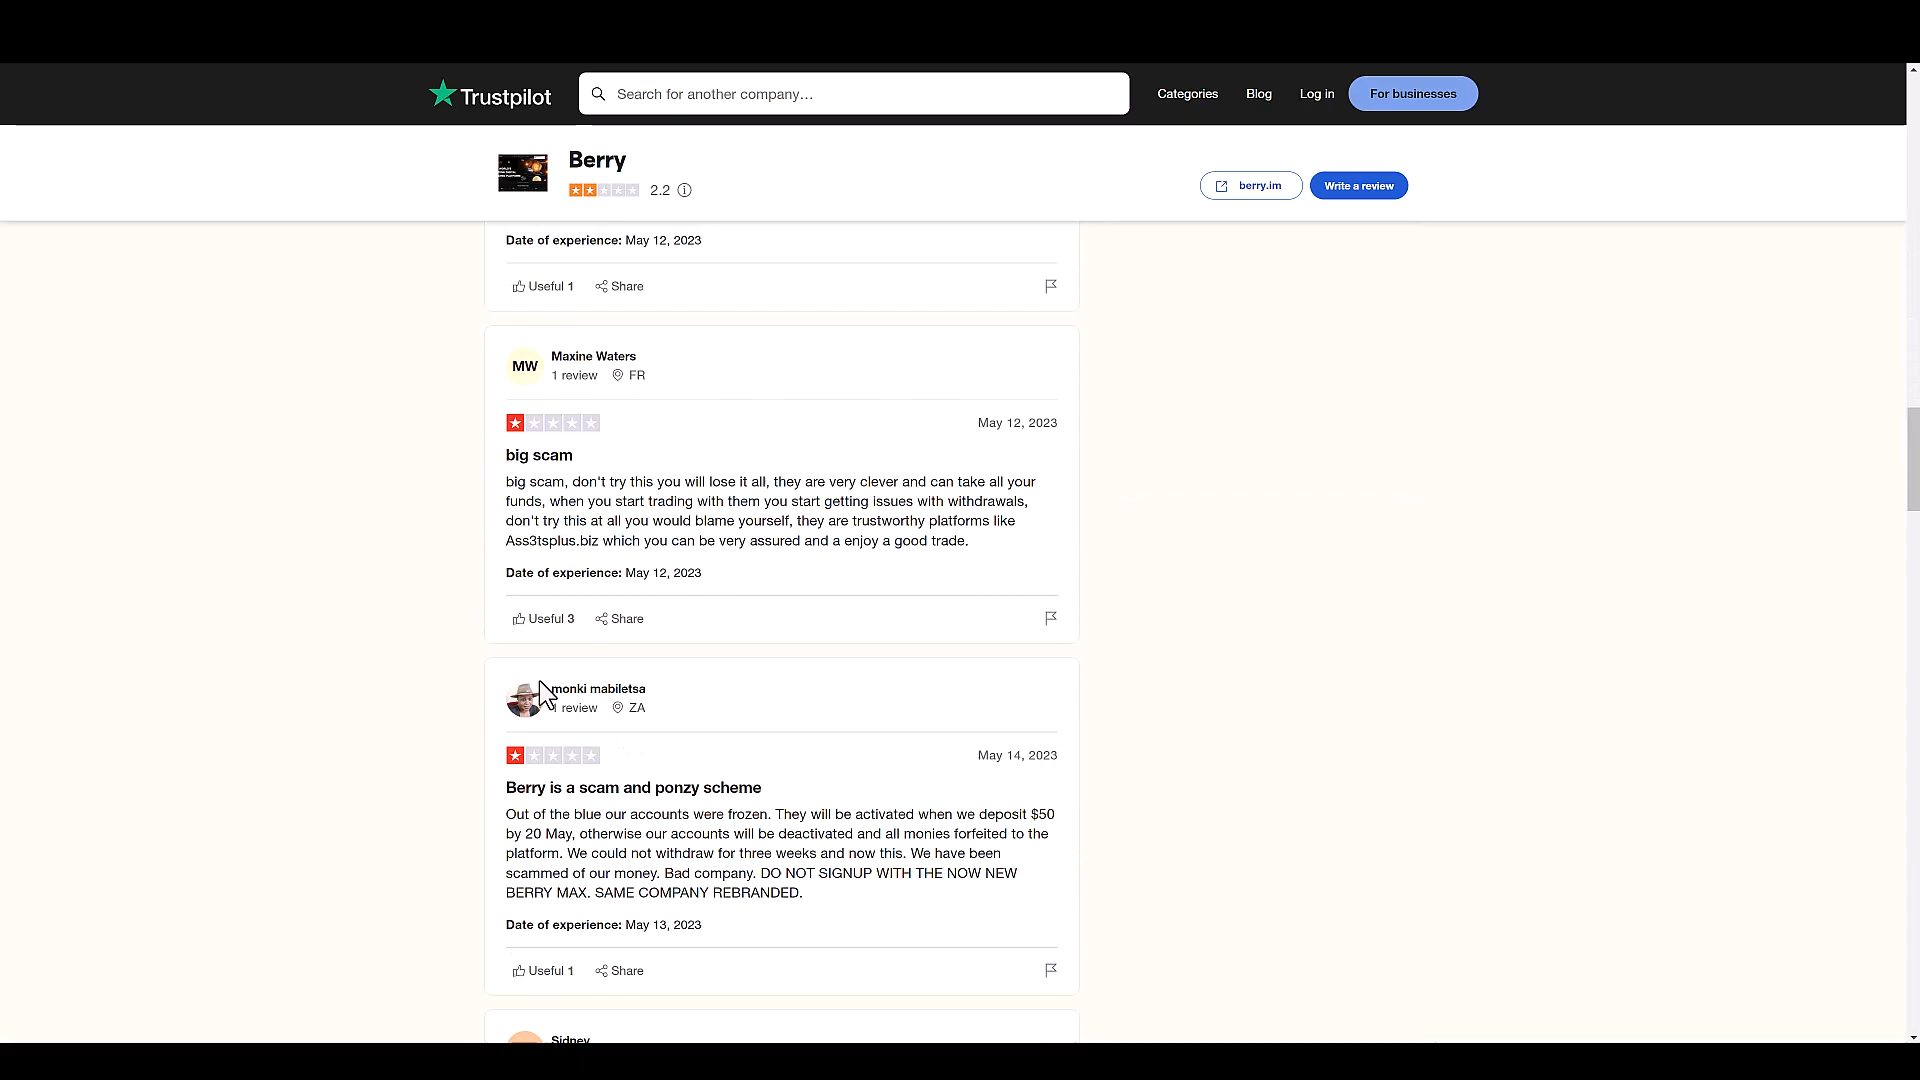 Trustpilot
Search for another company…
Categories
Blog
Log in
For businesses
Berry
2.2
berry.im
Write a review
Date of experience: May 12, 2023
Useful 1
Share
MW
Maxine Waters
1 review
FR
May 12, 2023
big scam
big scam, don't try this you will lose it all, they are very clever and can take all your
funds, when you start trading with them you start getting issues with withdrawals,
don't try this at all you would blame yourself, they are trustworthy platforms like
Ass3tsplus.biz which you can be very assured and a enjoy a good trade.
Date of experience: May 12, 2023
Useful 3
Share
monki mabiletsa
1 review
ZA
May 14, 2023
Berry is a scam and ponzy scheme
Out of the blue our accounts were frozen. They will be activated when we deposit $50
by 20 May, otherwise our accounts will be deactivated and all monies forfeited to the
platform. We could not withdraw for three weeks and now this. We have been
scammed of our money. Bad company. DO NOT SIGNUP WITH THE NOW NEW
BERRY MAX. SAME COMPANY REBRANDED.
Date of experience: May 13, 2023
Useful 1
Share
Sidney